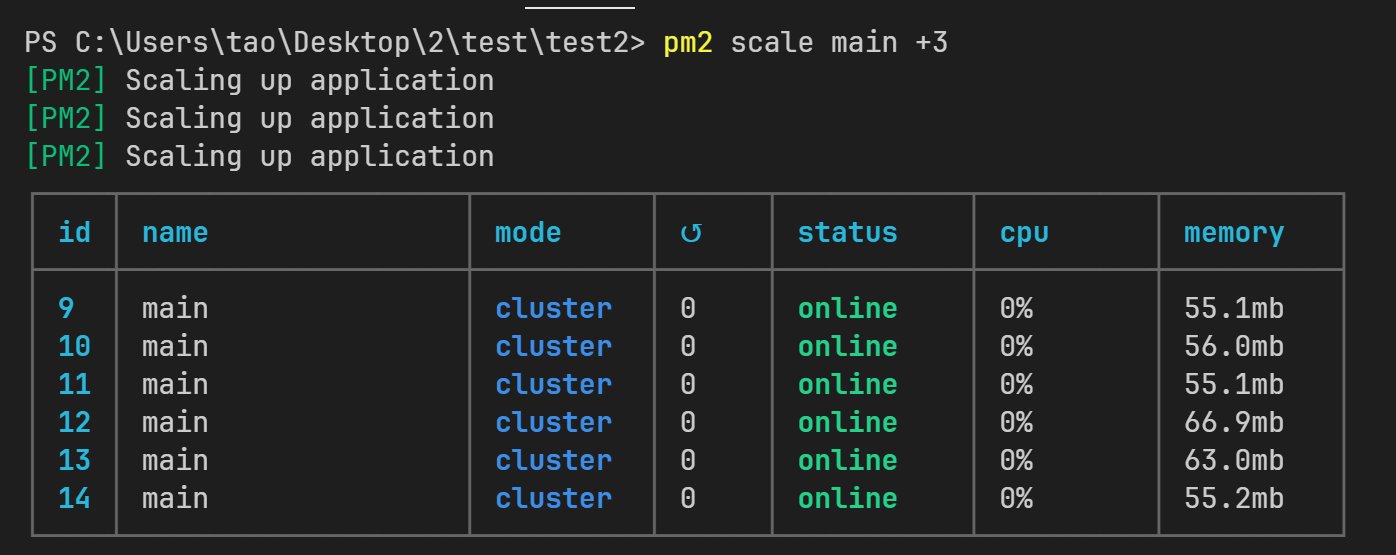 PS C:\Users\tao\Desktop\2\test\test2> pm2 scale main +3
[PM2] Scaling up application
[PM2] Scaling up application
[PM2] Scaling up application
id name mode ↺ status cpu memory
9 main cluster 0 online 0% 55.1mb
10 main cluster 0 online 0% 56.0mb
11 main cluster 0 online 0% 55.1mb
12 main cluster 0 online 0% 66.9mb
13 main cluster 0 online 0% 63.0mb
14 main cluster 0 online 0% 55.2mb